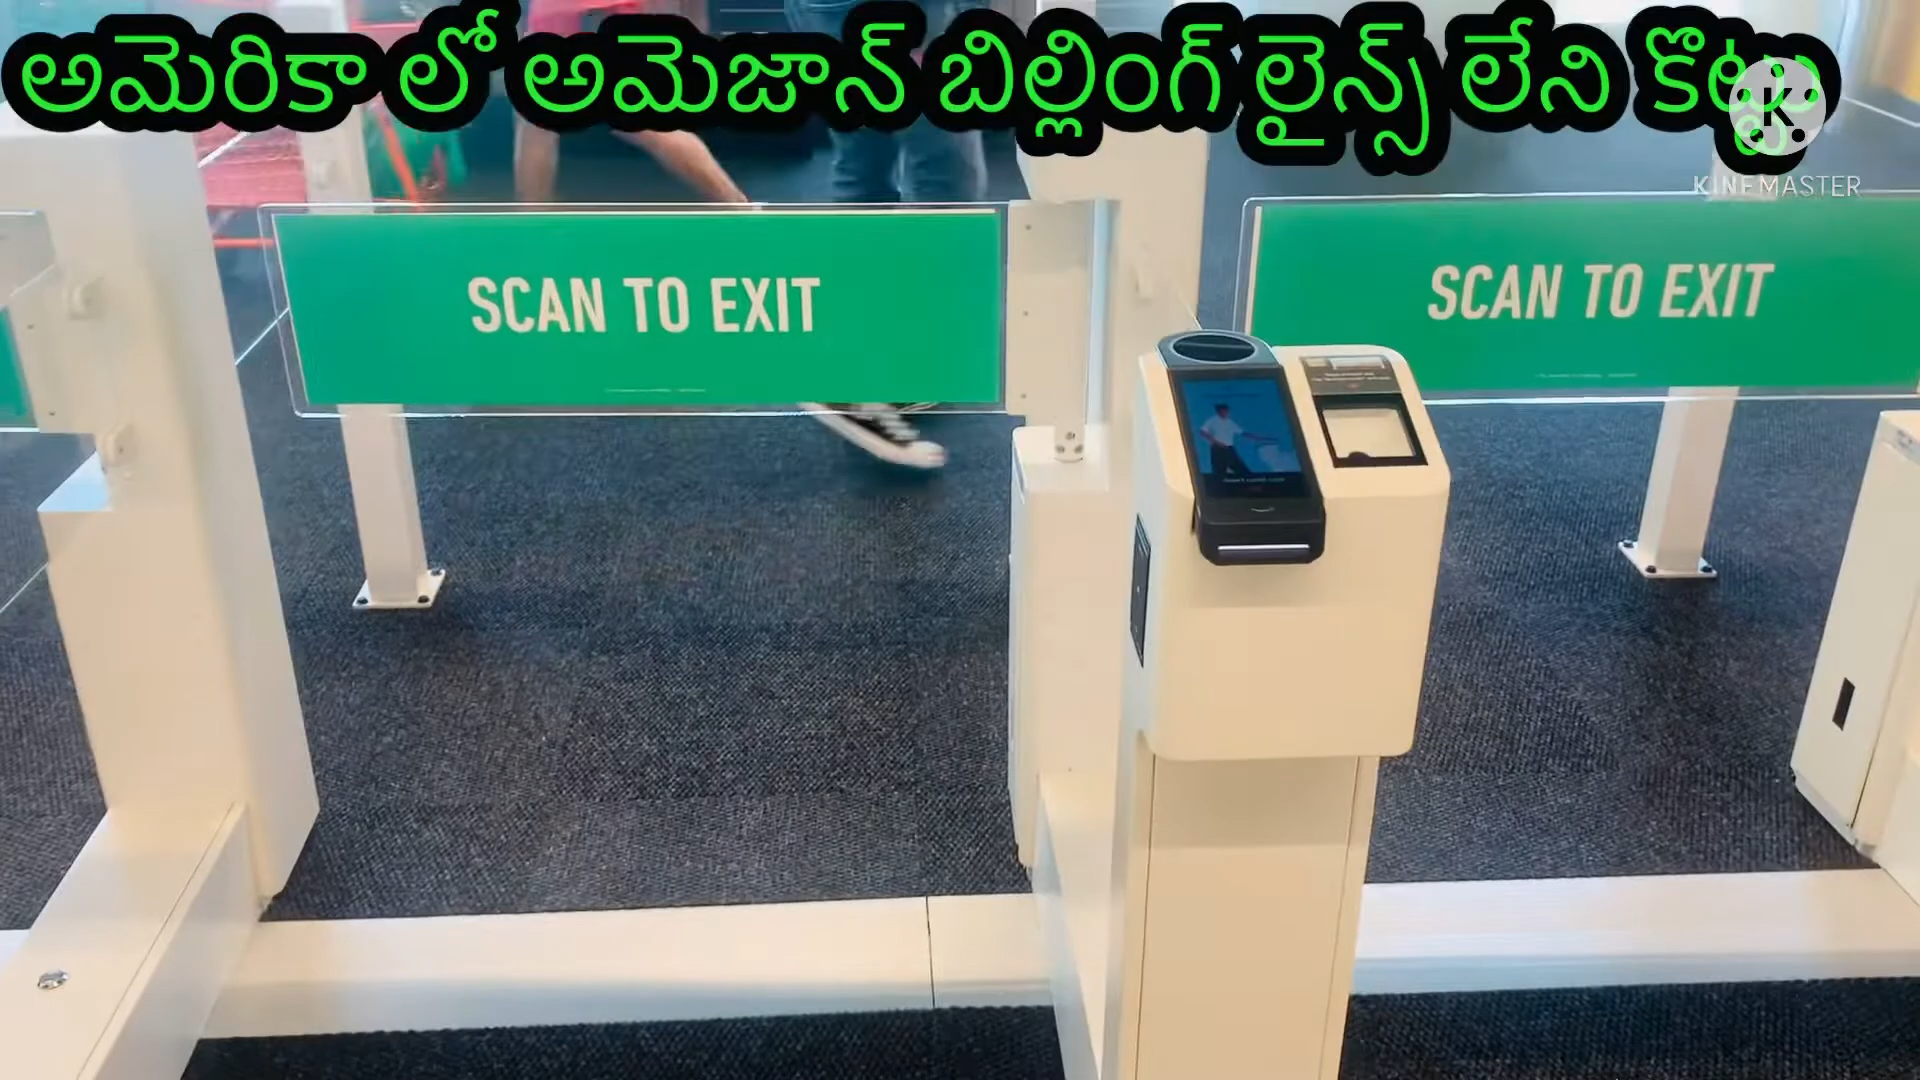 అమెరికా లో అమెజాన్ బిల్లింగ్ లైన్స్ లేని కొట్టు
K
KINEMASTER
SCAN TO EXIT
SCAN TO EXIT